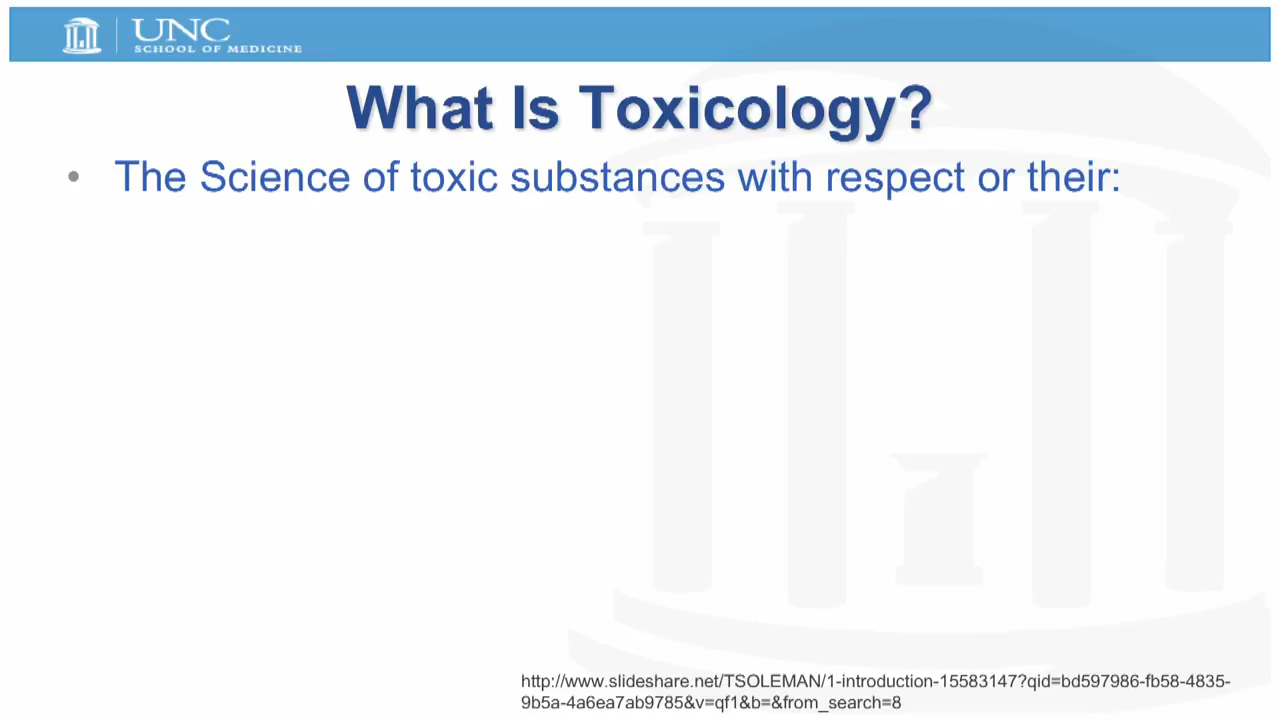 UNC
SCHOOL OF MEDICINE
What Is Toxicology?
• The Science of toxic substances with respect or their:
http://www.slideshare.net/TSOLEMAN/1-introduction-15583147?qid=bd597986-fb58-4835-
9b5a-4a6ea7ab9785&v=qf1&b=&from_search=8